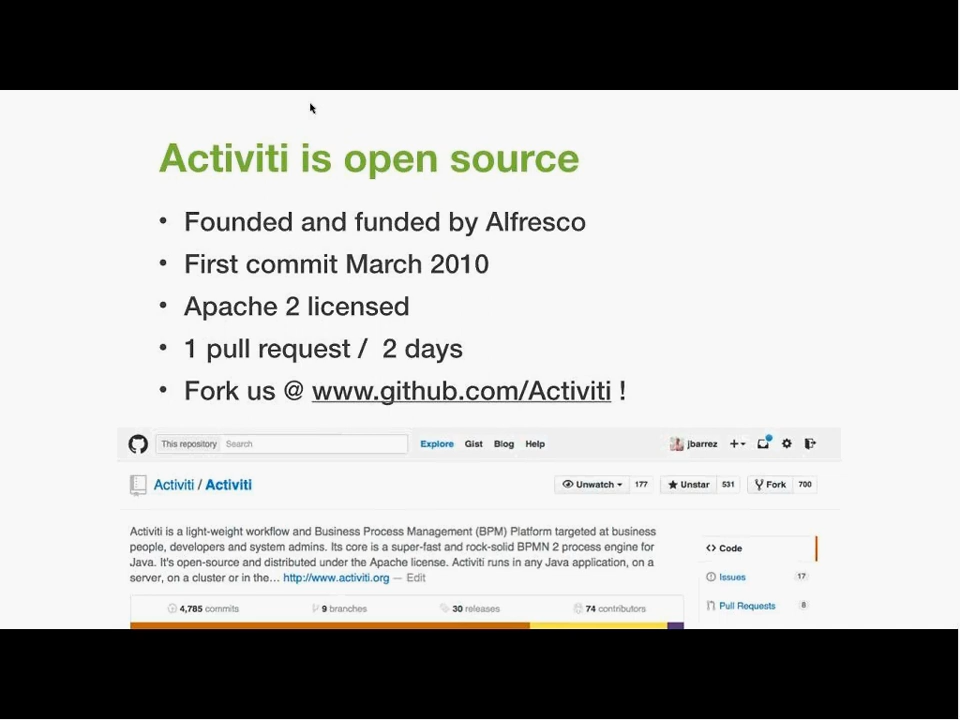 Activiti is open source
• Founded and funded by Alfresco
• First commit March 2010
• Apache 2 licensed
• 1 pull request /  2 days
• Fork us @ www.github.com/Activiti !
This repository Search Explore Gist Blog Help jbarrez
Activiti / Activiti Unwatch 177 Unstar 531 Fork 700
Activiti is a light-weight workflow and Business Process Management (BPM) Platform targeted at business
people, developers and system admins. Its core is a super-fast and rock-solid BPMN 2 process engine for
Java. It's open-source and distributed under the Apache license. Activiti runs in any Java application, on a
server, on a cluster or in the… http://www.activiti.org — Edit
4,785 commits 9 branches 30 releases 74 contributors
<> Code
Issues 17
Pull Requests 8